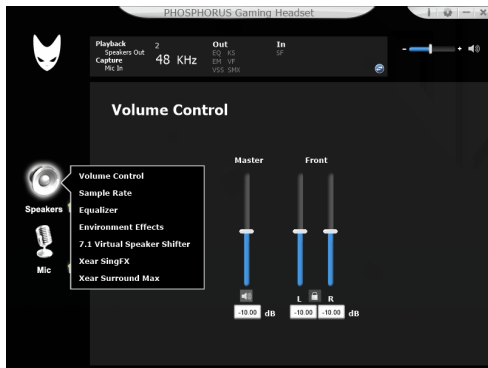 PHOSPHORUS Gaming Headset
Playback 2 Out In
Speakers Out EQ KS SF
Capture 48 KHz EM VF
Mic In VSS SMX
Volume Control
Master Front
Volume Control
Sample Rate
Speakers
Equalizer
Environment Effects
7.1 Virtual Speaker Shifter
Xear SingFX
Mic
Xear Surround Max
L R
-10.00 dB -10.00 -10.00 dB